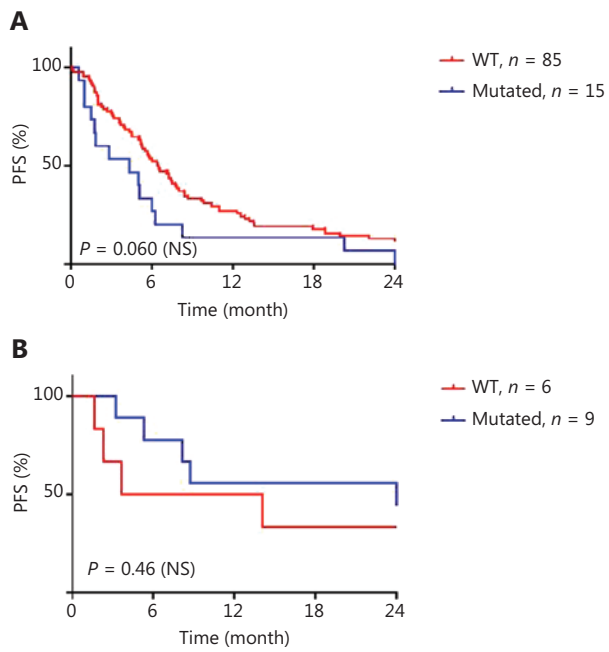 A
100
50
PFS (%)
P = 0.060 (NS)
0 6 12 18 24
Time (month)
WT, n = 85
Mutated, n = 15
B
100
50
PFS (%)
P = 0.46 (NS)
0 6 12 18 24
Time (month)
WT, n = 6
Mutated, n = 9